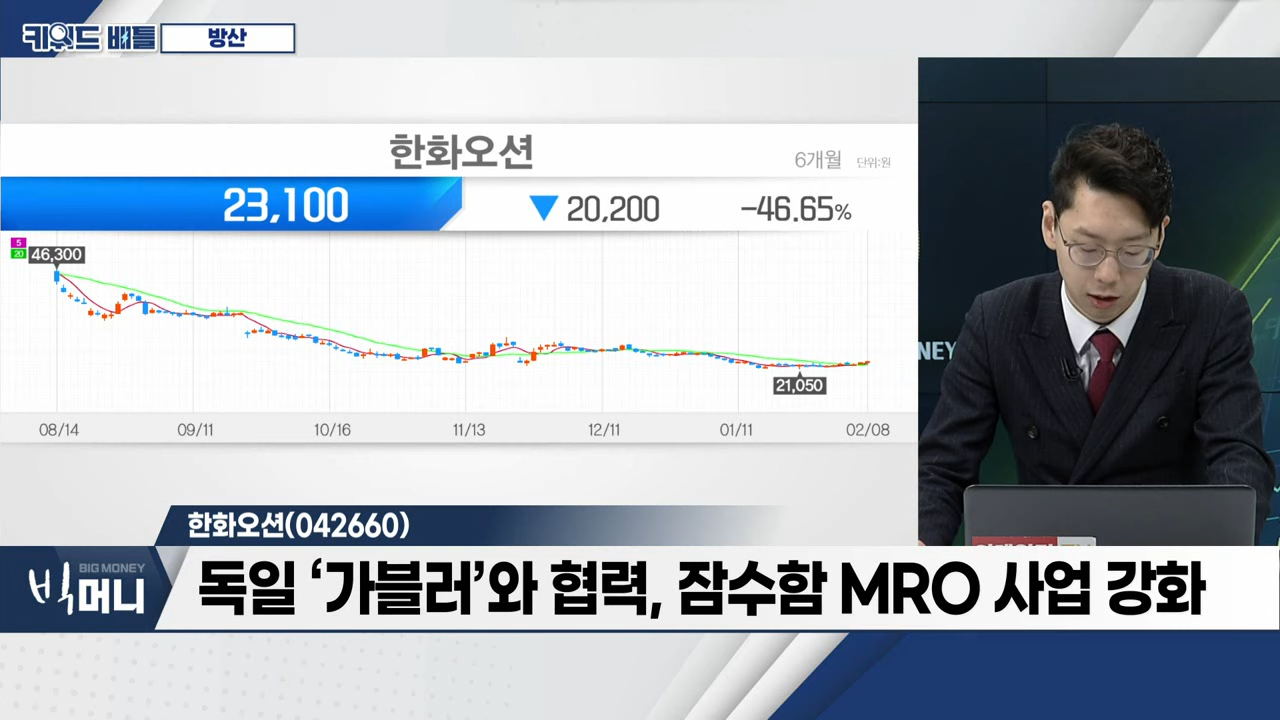 키워드 배틀
방산
한화오션
6개월 단위:원
23,100 ▼ 20,200 -46.65%
5
20
46,300
21,050
08/14 09/11 10/16 11/13 12/11 01/11 02/08
NEY
한화오션(042660)
BIG MONEY
빅머니
독일 ‘가블러’와 협력, 잠수함 MRO 사업 강화